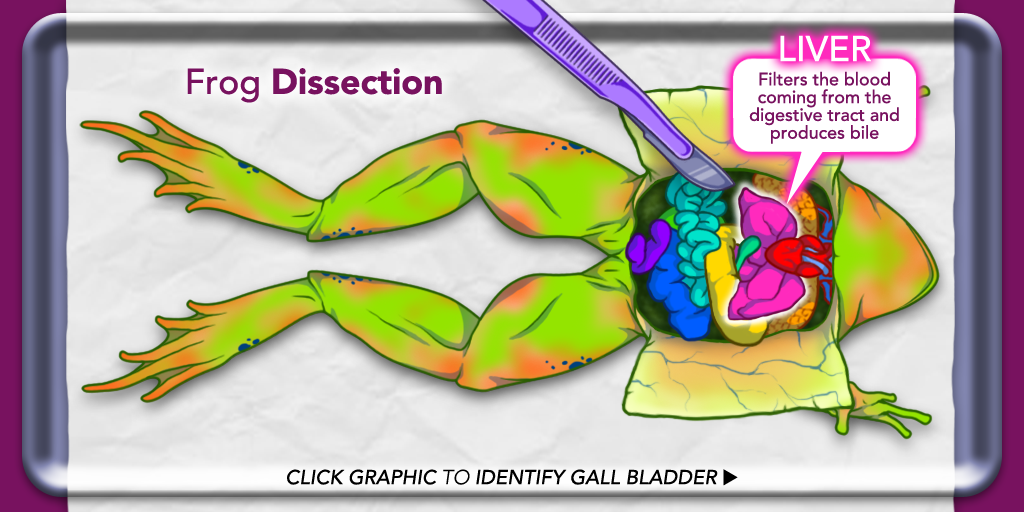 Frog Dissection
LIVER
Filters the blood
coming from the
digestive tract and
produces bile
CLICK GRAPHIC TO IDENTIFY GALL BLADDER ▶